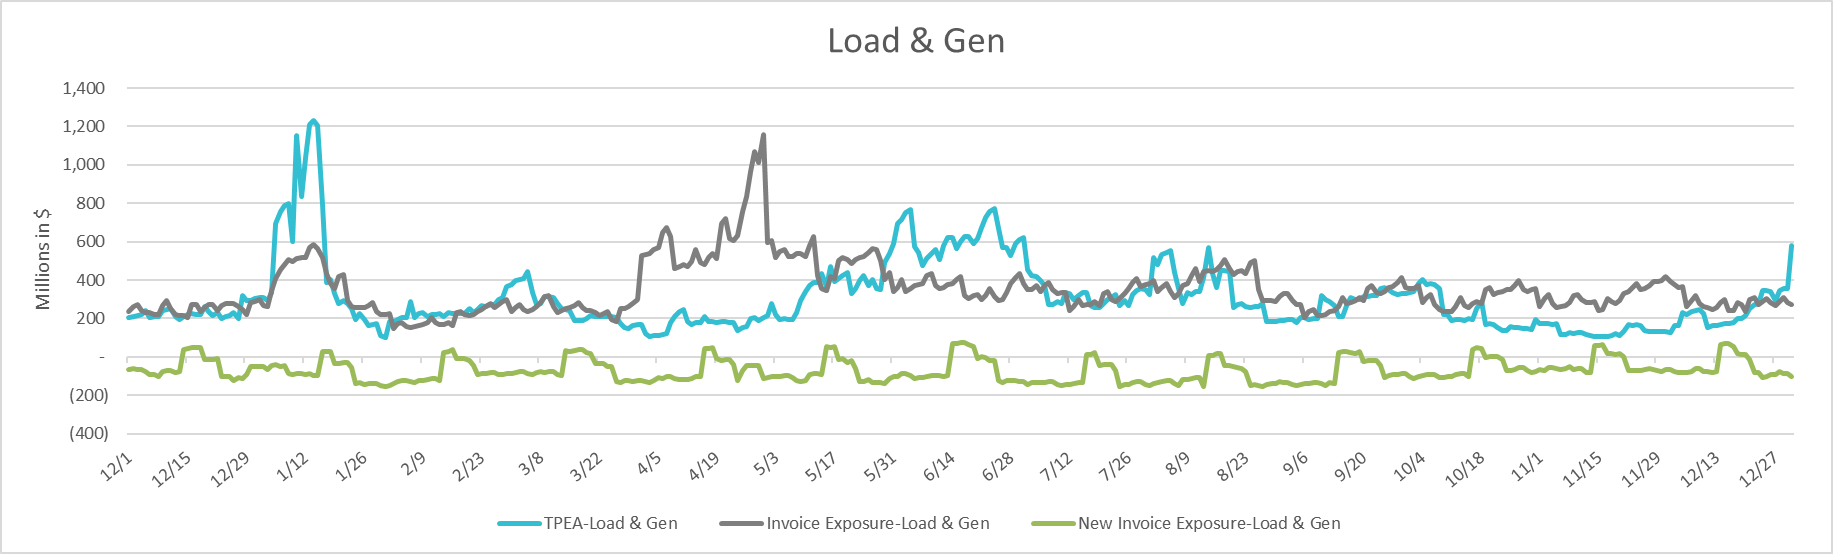 Load & Gen
Millions in $
1,400
1,200
1,000
800
600
400
200
-
(200)
(400)
12/1 12/15 12/29 1/12 1/26 2/9 2/23 3/8 3/22 4/5 4/19 5/3 5/17 5/31 6/14 6/28 7/12 7/26 8/9 8/23 9/6 9/20 10/4 10/18 11/1 11/15 11/29 12/13 12/27
TPEA-Load & Gen Invoice Exposure-Load & Gen New Invoice Exposure-Load & Gen